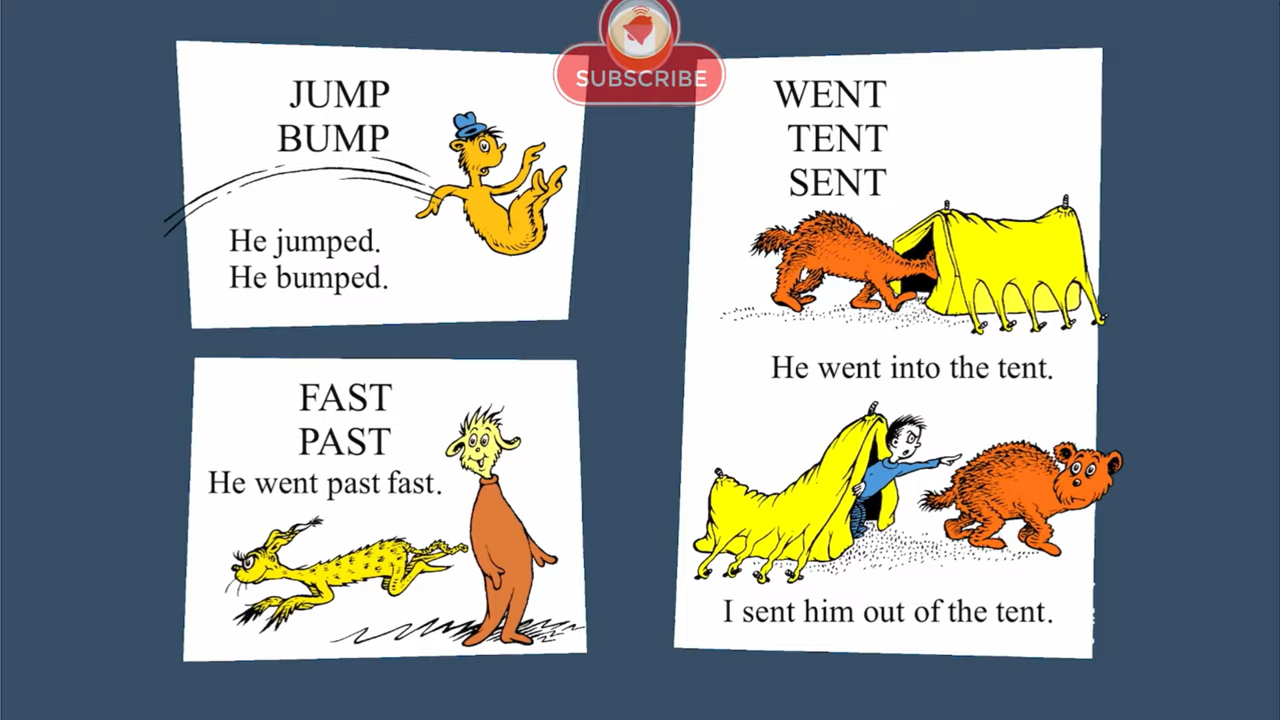 SUBSCRIBE
JUMP
BUMP
He jumped.
He bumped.
FAST
PAST
He went past fast.
WENT
TENT
SENT
He went into the tent.
I sent him out of the tent.